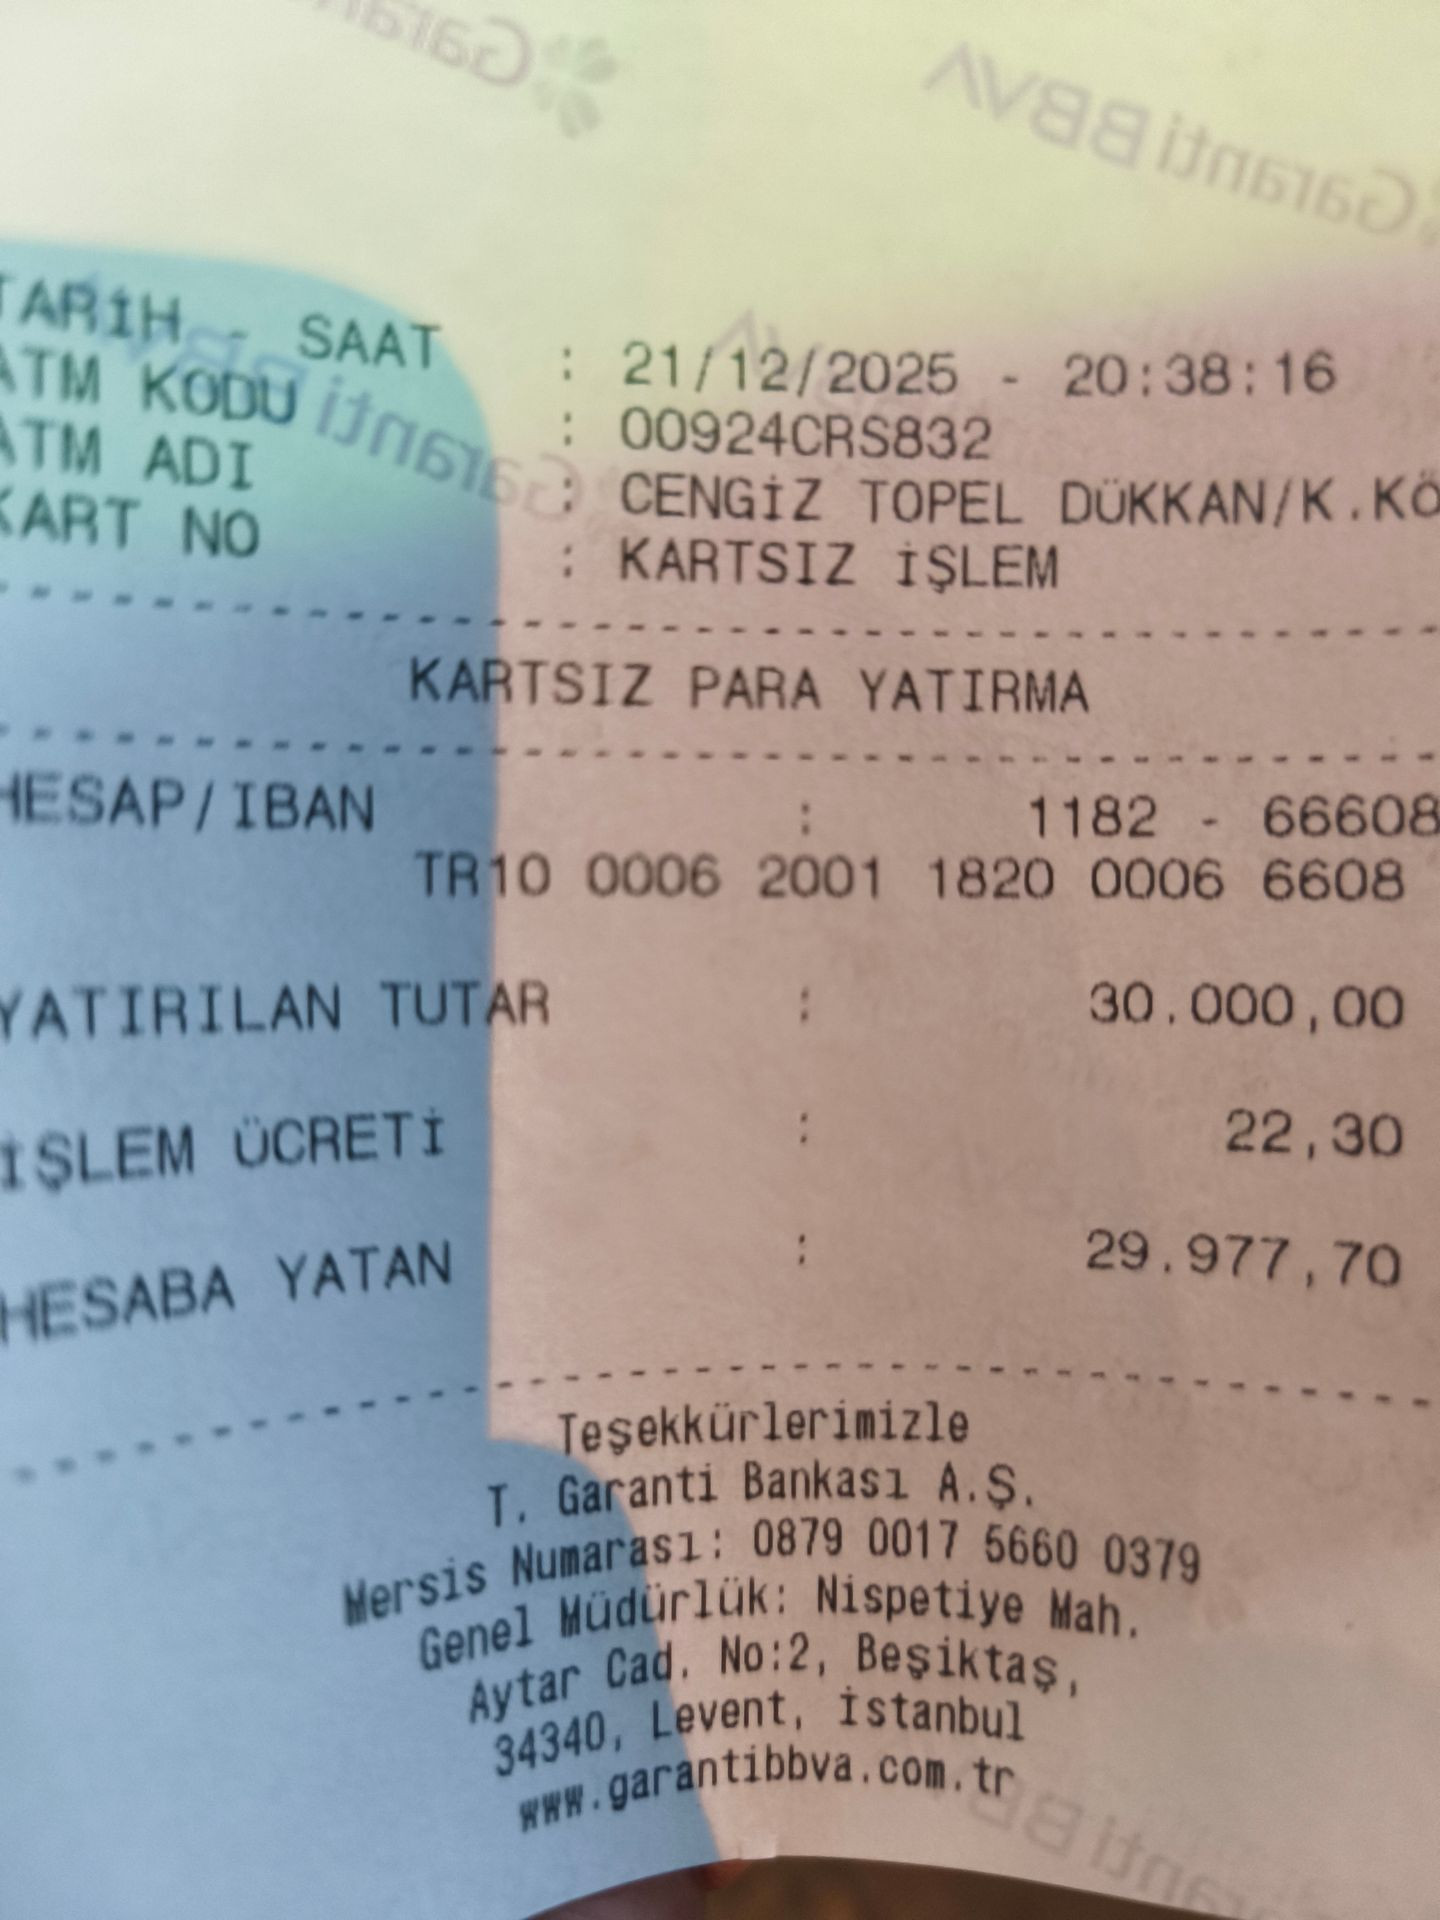 TARİH - SAAT : 21/12/2025 - 20:38:16
ATM KODU : 00924CRS832
ATM ADI : CENGİZ TOPEL DÜKKAN/K.KÖ
KART NO : KARTSIZ İŞLEM
KARTSIZ PARA YATIRMA
HESAP/IBAN : 1182 - 66608
TR10 0006 2001 1820 0006 6608
YATIRILAN TUTAR : 30.000,00
İŞLEM ÜCRETİ : 22,30
HESABA YATAN : 29.977,70
Teşekkürlerimizle
T. Garanti Bankası A.Ş.
Mersis Numarası: 0879 0017 5660 0379
Genel Müdürlük: Nispetiye Mah.
Aytar Cad. No:2, Beşiktaş,
34340, Levent, İstanbul
www.garantibbva.com.tr
Garanti BBVA